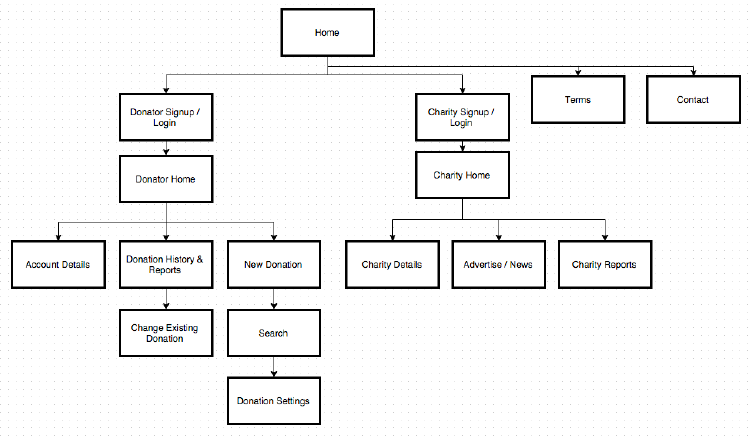 Home
Terms
Contact
Donator Signup /
Login
Charity Signup /
Login
Donator Home
Charity Home
Account Details
Donation History &
Reports
New Donation
Charity Details
Advertise / News
Charity Reports
Change Existing
Donation
Search
Donation Settings